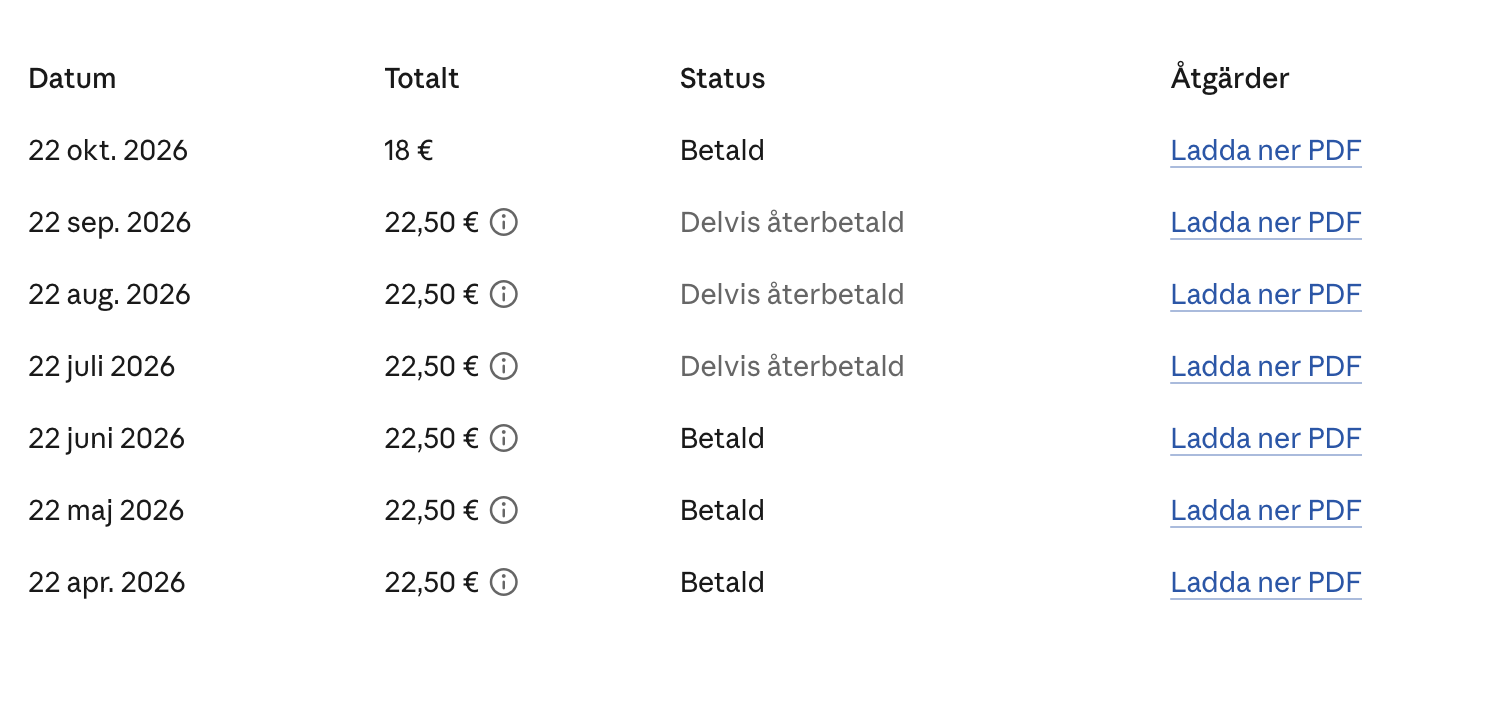 Datum Totalt Status Åtgärder
22 okt. 2026 18 € Betald Ladda ner PDF
22 sep. 2026 22,50 € Delvis återbetald Ladda ner PDF
22 aug. 2026 22,50 € Delvis återbetald Ladda ner PDF
22 juli 2026 22,50 € Delvis återbetald Ladda ner PDF
22 juni 2026 22,50 € Betald Ladda ner PDF
22 maj 2026 22,50 € Betald Ladda ner PDF
22 apr. 2026 22,50 € Betald Ladda ner PDF